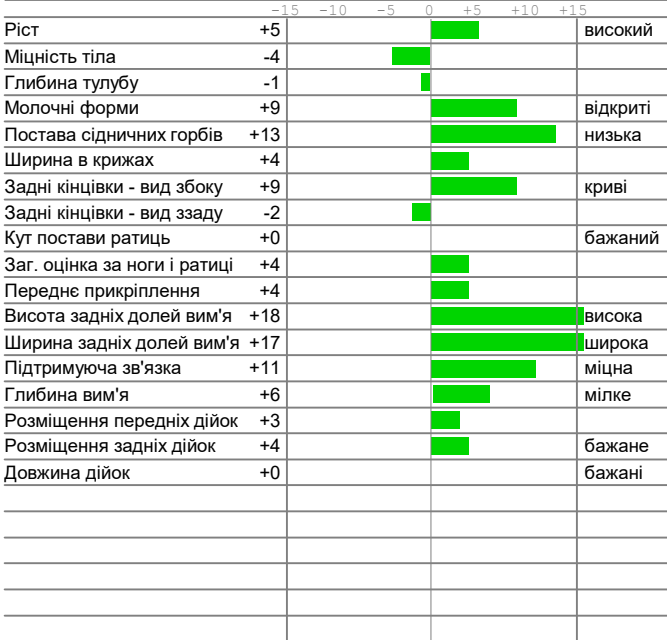 -15 -10 -5 0 +5 +10 +15
Ріст +5 високий
Міцність тіла -4
Глибина тулубу -1
Молочні форми +9 відкриті
Постава сідничних горбів +13 низька
Ширина в крижах +4
Задні кінцівки - вид збоку +9 криві
Задні кінцівки - вид ззаду -2
Кут постави ратиць +0 бажаний
Заг. оцінка за ноги і ратиці +4
Переднє прикріплення +4
Висота задніх долей вим'я +18 висока
Ширина задніх долей вим'я +17 широка
Підтримуюча зв'язка +11 міцна
Глибина вим'я +6 мілке
Розміщення передніх дійок +3
Розміщення задніх дійок +4 бажане
Довжина дійок +0 бажані